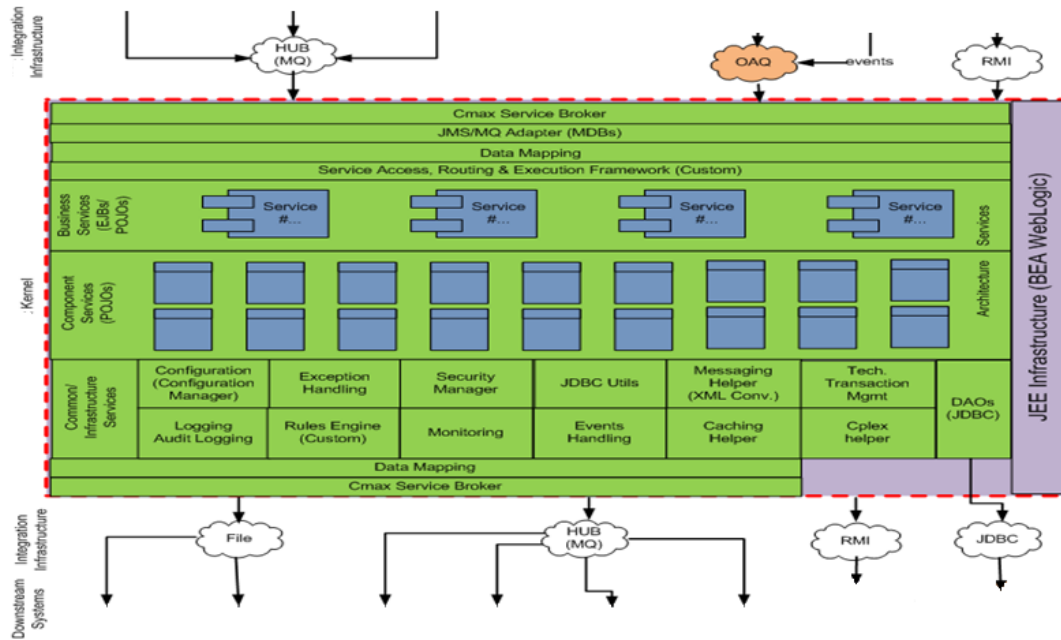 : Integration
Infrastructure
HUB
(MQ)
OAQ
events
RMI
Cmax Service Broker
JMS/MQ Adapter (MDBs)
Data Mapping
Service Access, Routing & Execution Framework (Custom)
Business
Services
(EJBs/
POJOs)
Service
#...
Service
#...
Service
#...
Service
#...
Services
: Kernel
Component
Services
(POJOs)
Architecture
JEE Infrastructure (BEA WebLogic)
Common/
Infrastructure
Services
Configuration
(Configuration
Manager)
Exception
Handling
Security
Manager
JDBC Utils
Messaging
Helper
(XML Conv.)
Tech.
Transaction
Mgmt
DAOs
(JDBC)
Logging
Audit Logging
Rules Engine
(Custom)
Monitoring
Events
Handling
Caching
Helper
Cplex
helper
Data Mapping
Cmax Service Broker
Integration
Infrastructure
File
HUB
(MQ)
RMI
JDBC
Downstream
Systems